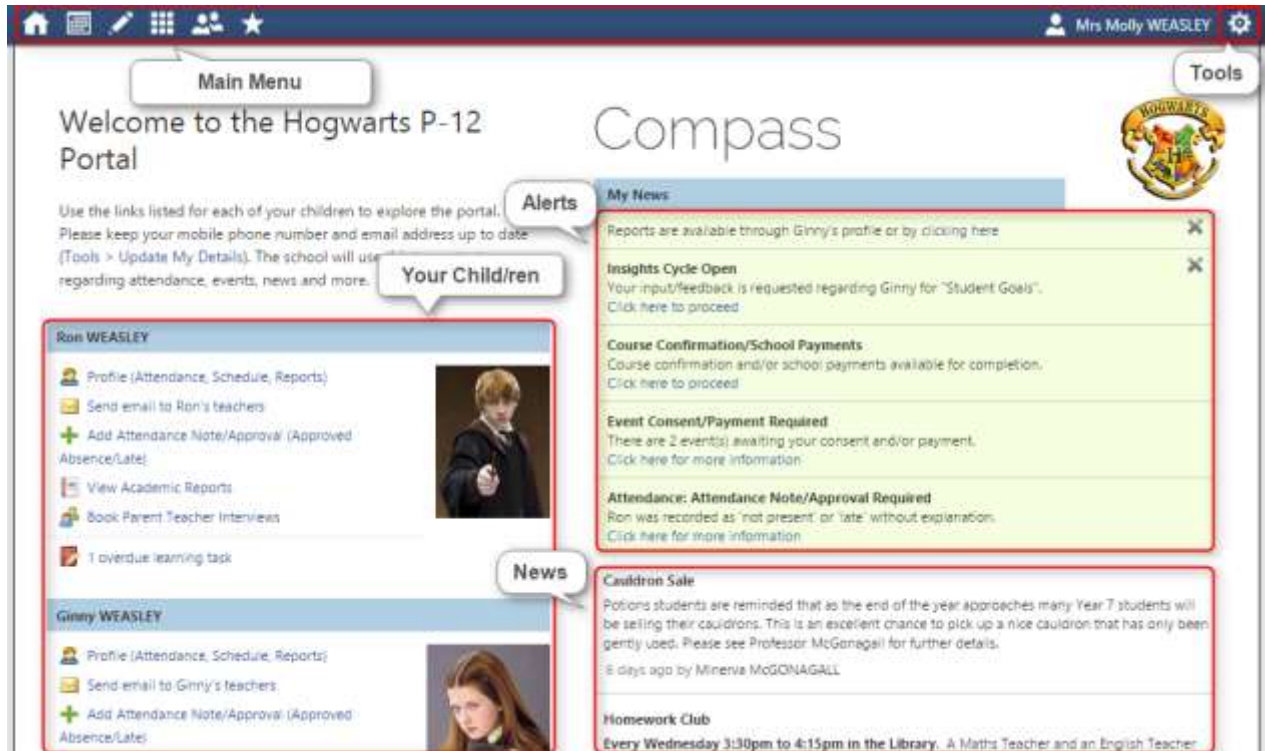 Mrs Molly WEASLEY
Main Menu
Tools
Welcome to the Hogwarts P-12
Portal
Use the links listed for each of your children to explore the portal.
Please keep your mobile phone number and email address up to date
(Tools > Update My Details). The school will use
regarding attendance, events, news and more.
Your Child/ren
Ron WEASLEY
Profile (Attendance, Schedule, Reports)
Send email to Ron's teachers
Add Attendance Note/Approval (Approved
Absence/Late)
View Academic Reports
Book Parent Teacher Interviews
1 overdue learning task
Ginny WEASLEY
Profile (Attendance, Schedule, Reports)
Send email to Ginny's teachers
Add Attendance Note/Approval (Approved
Absence/Late)
Compass
HOGWARTS
H
Alerts
My News
Reports are available through Ginny's profile or by clicking here
Insights Cycle Open
Your input/feedback is requested regarding Ginny for "Student Goals".
Click here to proceed
Course Confirmation/School Payments
Course confirmation and/or school payments available for completion.
Click here to proceed
Event Consent/Payment Required
There are 2 event(s) awaiting your consent and/or payment.
Click here for more information
Attendance: Attendance Note/Approval Required
Ron was recorded as 'not present' or 'late' without explanation.
Click here for more information
News
Cauldron Sale
Potions students are reminded that as the end of the year approaches many Year 7 students will
be selling their cauldrons. This is an excellent chance to pick up a nice cauldron that has only been
gently used. Please see Professor McGonagall for further details.
6 days ago by Minerva McGONAGALL
Homework Club
Every Wednesday 3:30pm to 4:15pm in the Library. A Maths Teacher and an English Teacher